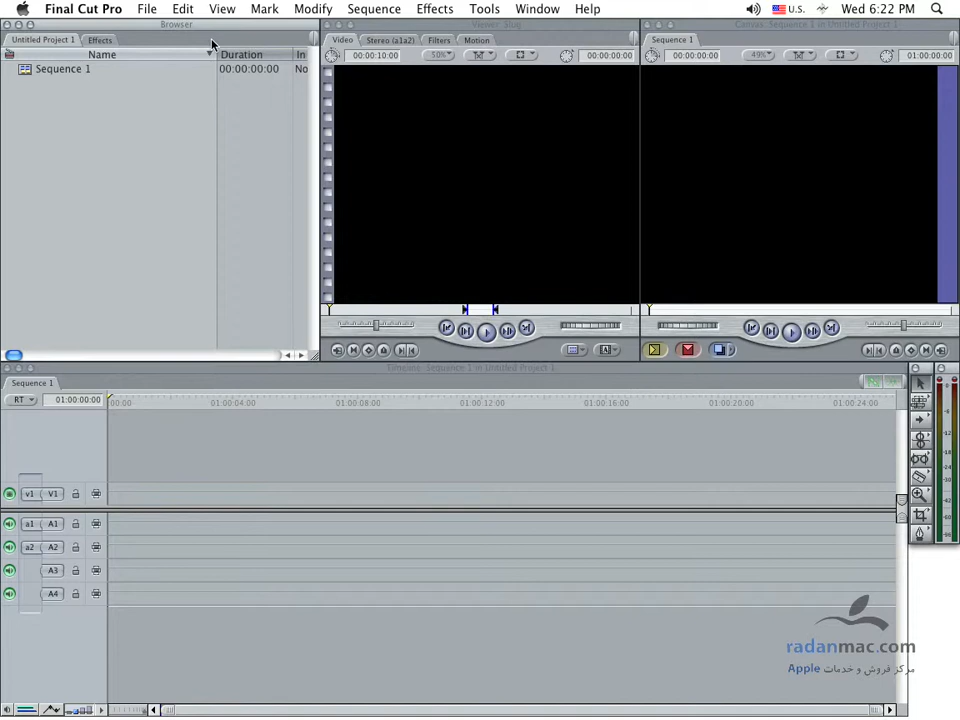 Final Cut Pro File Edit View Mark Modify Sequence Effects Tools Window Help U.S. Wed 6:22 PM
Browser
Viewer: Slug
Canvas: Sequence 1 in Untitled Project 1
Untitled Project 1 Effects
Video Stereo (a1a2) Filters Motion
Sequence 1
Name Duration In
00:00:10:00 50% 00:00:00:00
00:00:00:00 49% 01:00:00:00
Sequence 1 00:00:00:00 No
Timeline: Sequence 1 in Untitled Project 1
Sequence 1
RT 01:00:00:00 00:00 01:00:04:00 01:00:08:00 01:00:12:00 01:00:16:00 01:00:20:00 01:00:24:00
v1 V1
a1 A1
a2 A2
A3
A4
radanmac.com
مرکز فروش و خدمات Apple